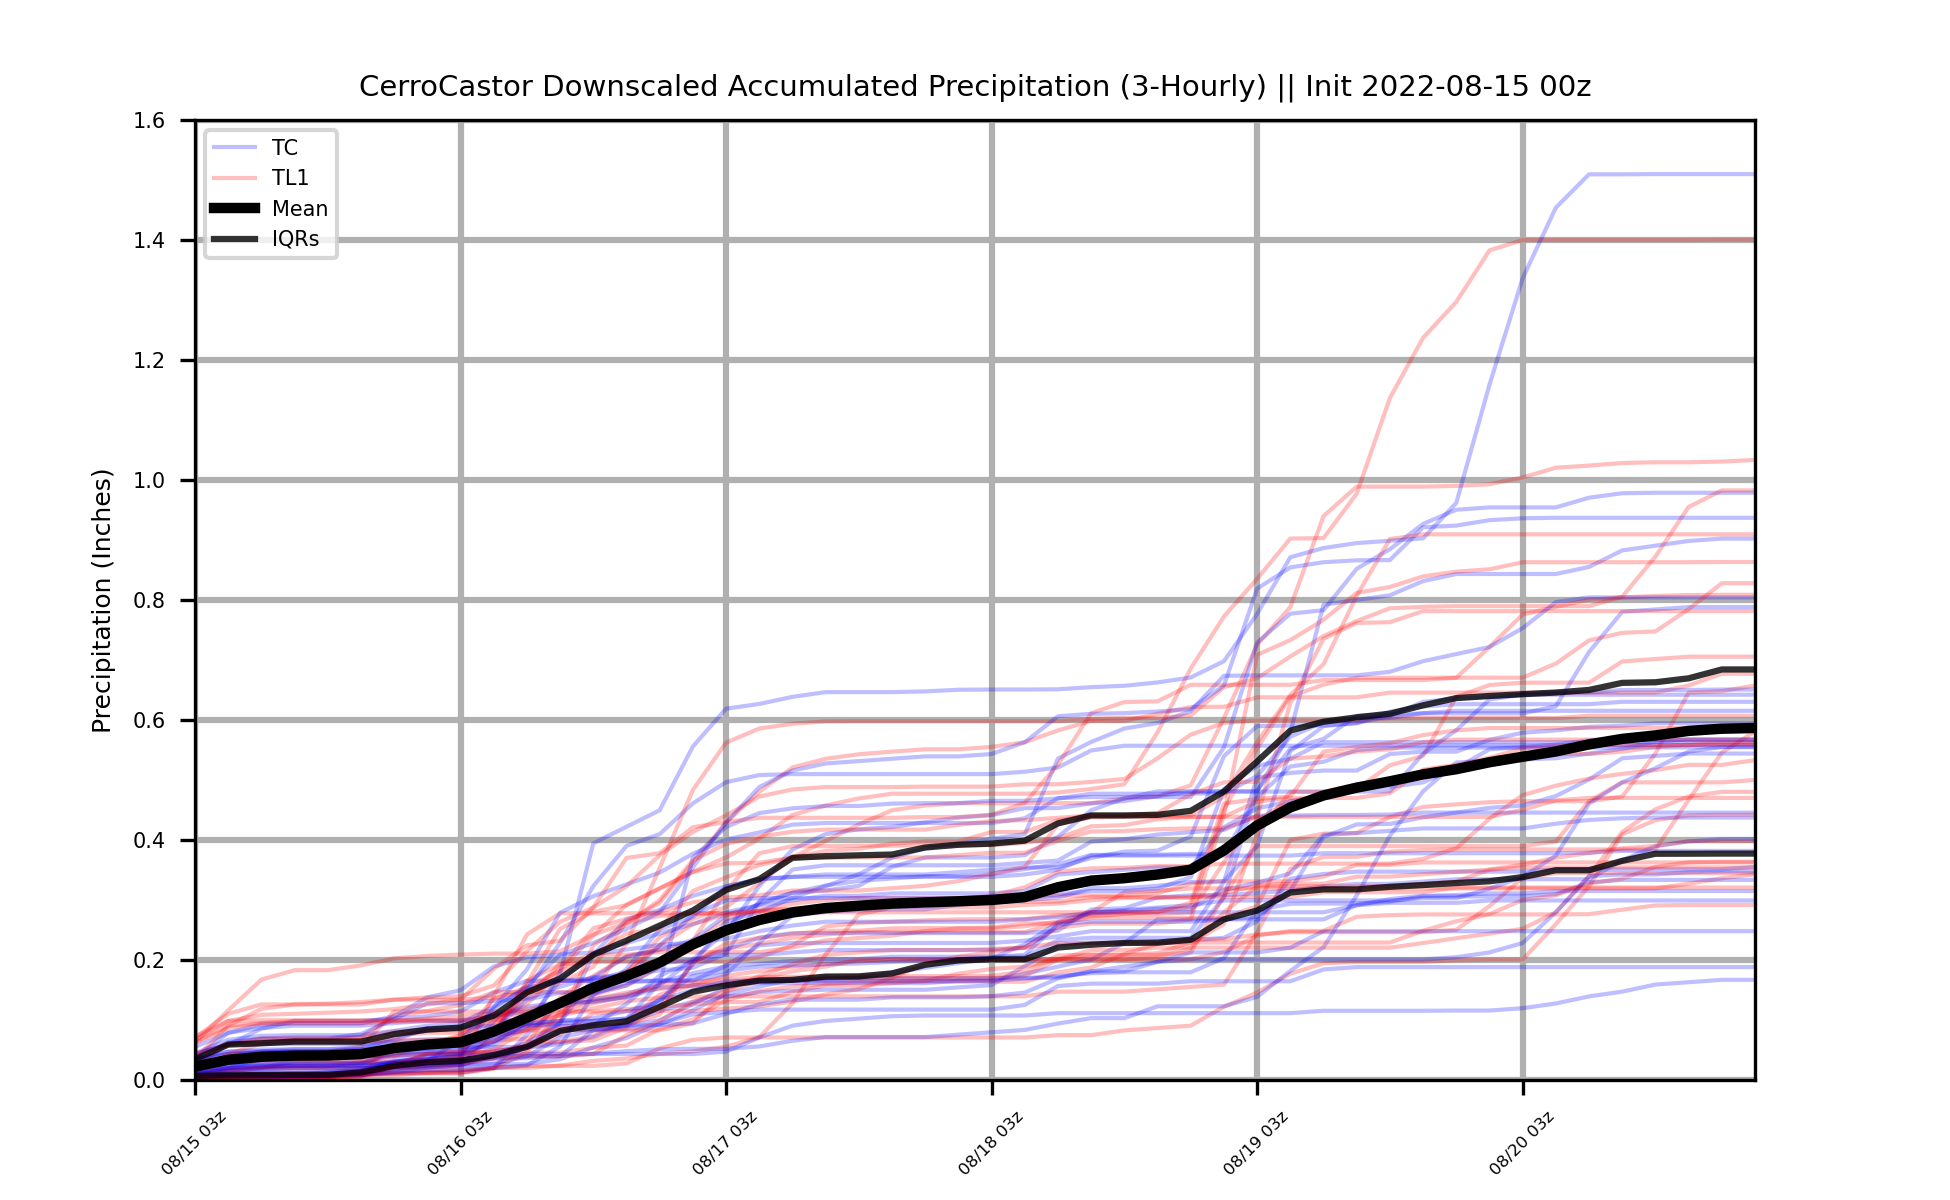 CerroCastor Downscaled Accumulated Precipitation (3-Hourly) || Init 2022-08-15 00z
1.6
1.4
1.2
1.0
0.8
0.6
0.4
0.2
0.0
Precipitation (Inches)
TC
TL1
Mean
IQRs
08/15 03z
08/16 03z
08/17 03z
08/18 03z
08/19 03z
08/20 03z